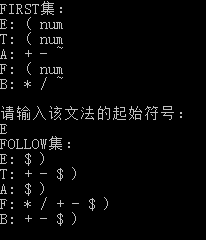 FIRST集：
E: ( num
T: ( num
A: + - ~
F: ( num
B: * / ~
请输入该文法的起始符号：
E
FOLLOW集：
E: $ )
T: + - $ )
A: $ )
F: * / + - $ )
B: + - $ )